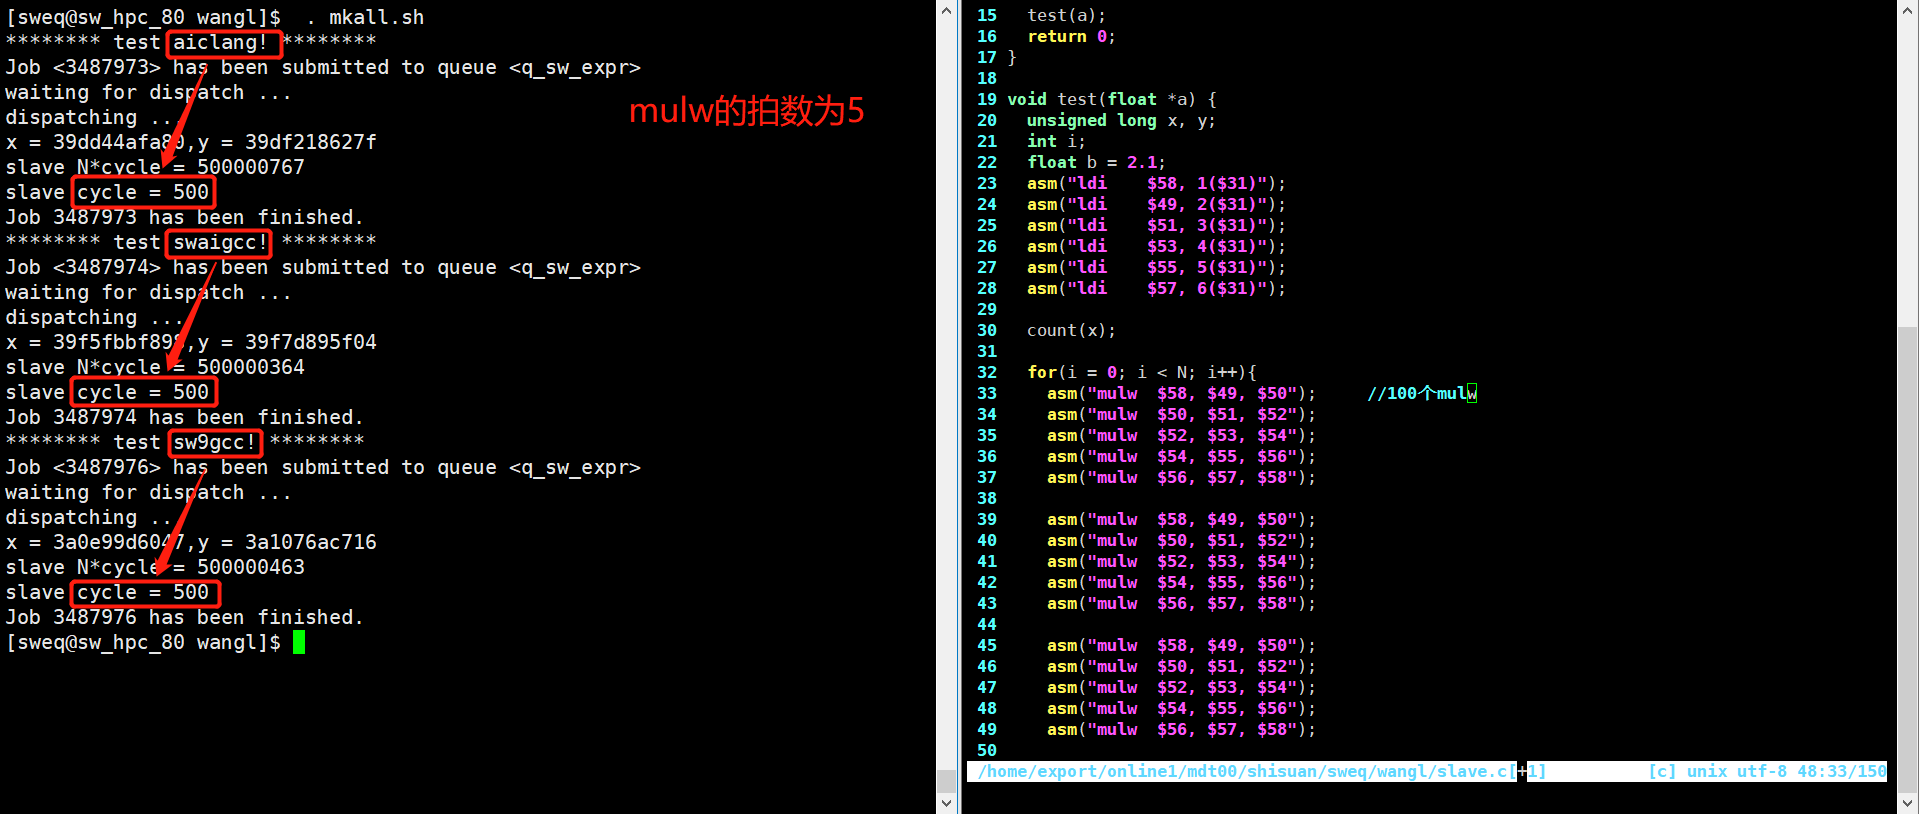 [sweq@sw_hpc_80 wangl]$  . mkall.sh
******** test aiclang! ********
Job <3487973> has been submitted to queue <q_sw_expr>
waiting for dispatch ...
dispatching ...
x = 39dd44afa80,y = 39df218627f
slave N*cycle = 500000767
slave cycle = 500
Job 3487973 has been finished.
******** test swaigcc! ********
Job <3487974> has been submitted to queue <q_sw_expr>
waiting for dispatch ...
dispatching ...
x = 39f5fbbf898,y = 39f7d895f04
slave N*cycle = 500000364
slave cycle = 500
Job 3487974 has been finished.
******** test sw9gcc! ********
Job <3487976> has been submitted to queue <q_sw_expr>
waiting for dispatch ...
dispatching ..
x = 3a0e99d6047,y = 3a1076ac716
slave N*cycle = 500000463
slave cycle = 500
Job 3487976 has been finished.
[sweq@sw_hpc_80 wangl]$
mulw的拍数为5
15   test(a);
16   return 0;
17 }
18
19 void test(float *a) {
20   unsigned long x, y;
21   int i;
22   float b = 2.1;
23   asm("ldi    $58, 1($31)");
24   asm("ldi    $49, 2($31)");
25   asm("ldi    $51, 3($31)");
26   asm("ldi    $53, 4($31)");
27   asm("ldi    $55, 5($31)");
28   asm("ldi    $57, 6($31)");
29
30   count(x);
31
32   for(i = 0; i < N; i++){
33     asm("mulw  $58, $49, $50");     //100个mulw
34     asm("mulw  $50, $51, $52");
35     asm("mulw  $52, $53, $54");
36     asm("mulw  $54, $55, $56");
37     asm("mulw  $56, $57, $58");
38
39     asm("mulw  $58, $49, $50");
40     asm("mulw  $50, $51, $52");
41     asm("mulw  $52, $53, $54");
42     asm("mulw  $54, $55, $56");
43     asm("mulw  $56, $57, $58");
44
45     asm("mulw  $58, $49, $50");
46     asm("mulw  $50, $51, $52");
47     asm("mulw  $52, $53, $54");
48     asm("mulw  $54, $55, $56");
49     asm("mulw  $56, $57, $58");
50
/home/export/online1/mdt00/shisuan/sweq/wangl/slave.c[+1]          [c] unix utf-8 48:33/150